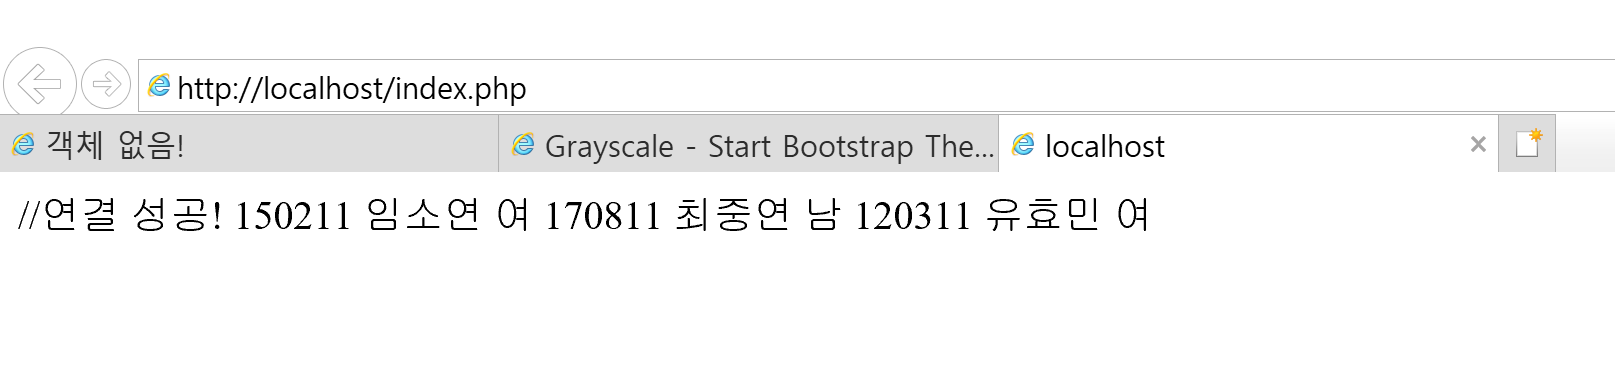 http://localhost/index.php
객체 없음!
Grayscale - Start Bootstrap The...
localhost
//연결 성공! 150211 임소연 여 170811 최중연 남 120311 유효민 여